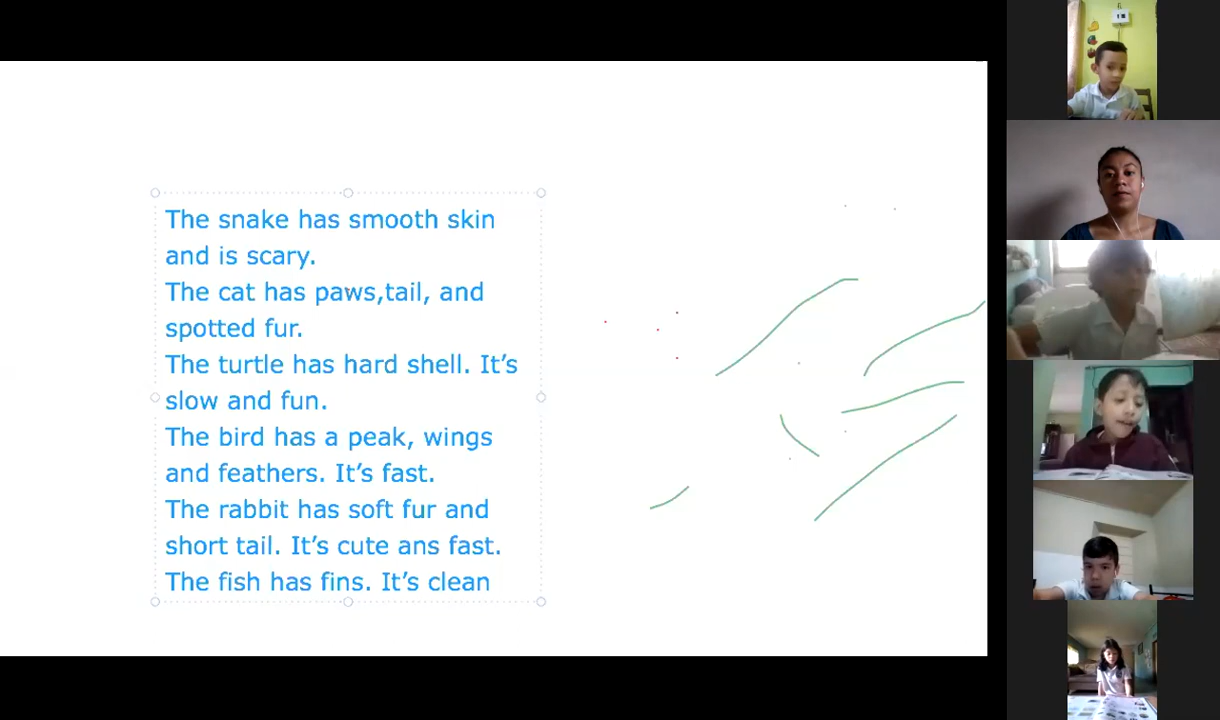 The snake has smooth skin
and is scary.
The cat has paws,tail, and
spotted fur.
The turtle has hard shell. It's
slow and fun.
The bird has a peak, wings
and feathers. It's fast.
The rabbit has soft fur and
short tail. It's cute ans fast.
The fish has fins. It's clean